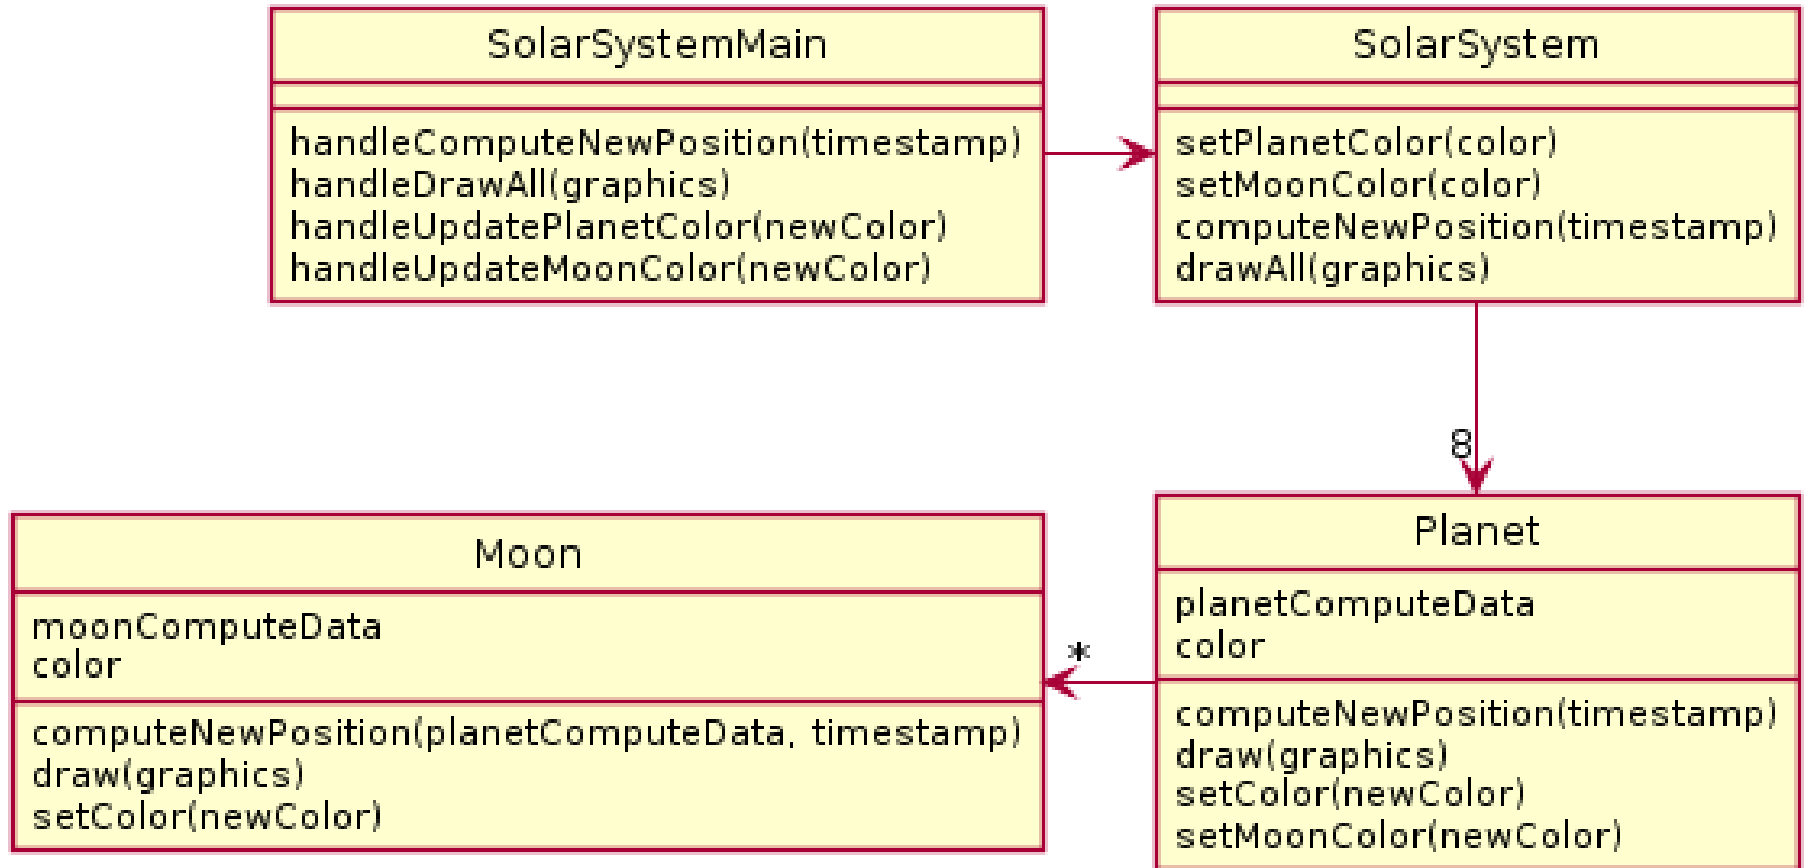 SolarSystemMain
handleComputeNewPosition(timestamp)
handleDrawAll(graphics)
handleUpdatePlanetColor(newColor)
handleUpdateMoonColor(newColor)
SolarSystem
setPlanetColor(color)
setMoonColor(color)
computeNewPosition(timestamp)
drawAll(graphics)
8
*
Moon
moonComputeData
color
computeNewPosition(planetComputeData, timestamp)
draw(graphics)
setColor(newColor)
Planet
planetComputeData
color
computeNewPosition(timestamp)
draw(graphics)
setColor(newColor)
setMoonColor(newColor)